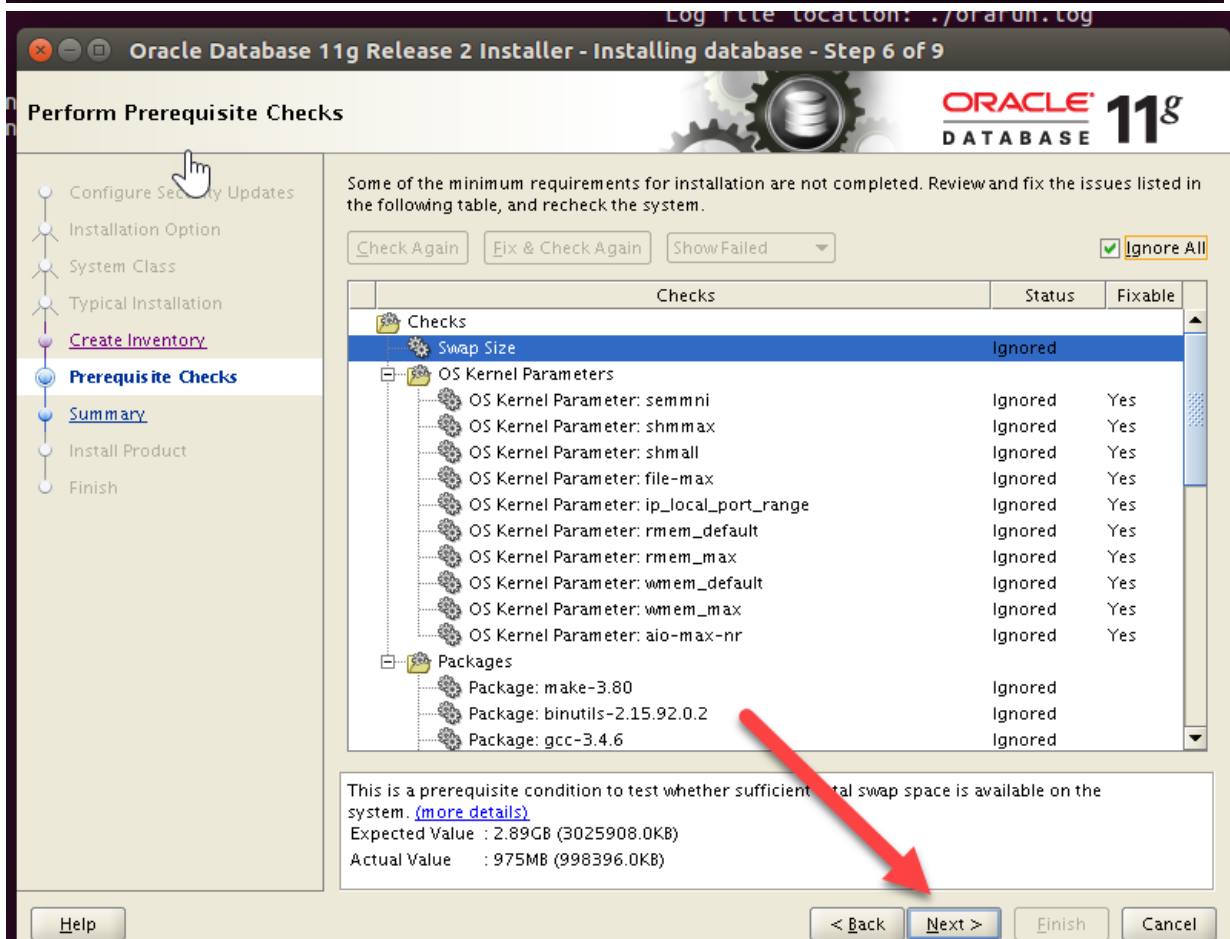 Log file location: ./orarun.log
Oracle Database 11g Release 2 Installer - Installing database - Step 6 of 9
Perform Prerequisite Checks
ORACLE 11g
DATABASE
Configure Security Updates
Installation Option
System Class
Typical Installation
Create Inventory
Prerequisite Checks
Summary
Install Product
Finish
Some of the minimum requirements for installation are not completed. Review and fix the issues listed in
the following table, and recheck the system.
Check Again Fix & Check Again Show Failed Ignore All
Checks Status Fixable
Checks
Swap Size Ignored
OS Kernel Parameters
OS Kernel Parameter: semmni Ignored Yes
OS Kernel Parameter: shmmax Ignored Yes
OS Kernel Parameter: shmall Ignored Yes
OS Kernel Parameter: file-max Ignored Yes
OS Kernel Parameter: ip_local_port_range Ignored Yes
OS Kernel Parameter: rmem_default Ignored Yes
OS Kernel Parameter: rmem_max Ignored Yes
OS Kernel Parameter: wmem_default Ignored Yes
OS Kernel Parameter: wmem_max Ignored Yes
OS Kernel Parameter: aio-max-nr Ignored Yes
Packages
Package: make-3.80 Ignored
Package: binutils-2.15.92.0.2 Ignored
Package: gcc-3.4.6 Ignored
This is a prerequisite condition to test whether sufficient total swap space is available on the
system. (more details)
Expected Value : 2.89GB (3025908.0KB)
Actual Value : 975MB (998396.0KB)
Help < Back Next > Finish Cancel